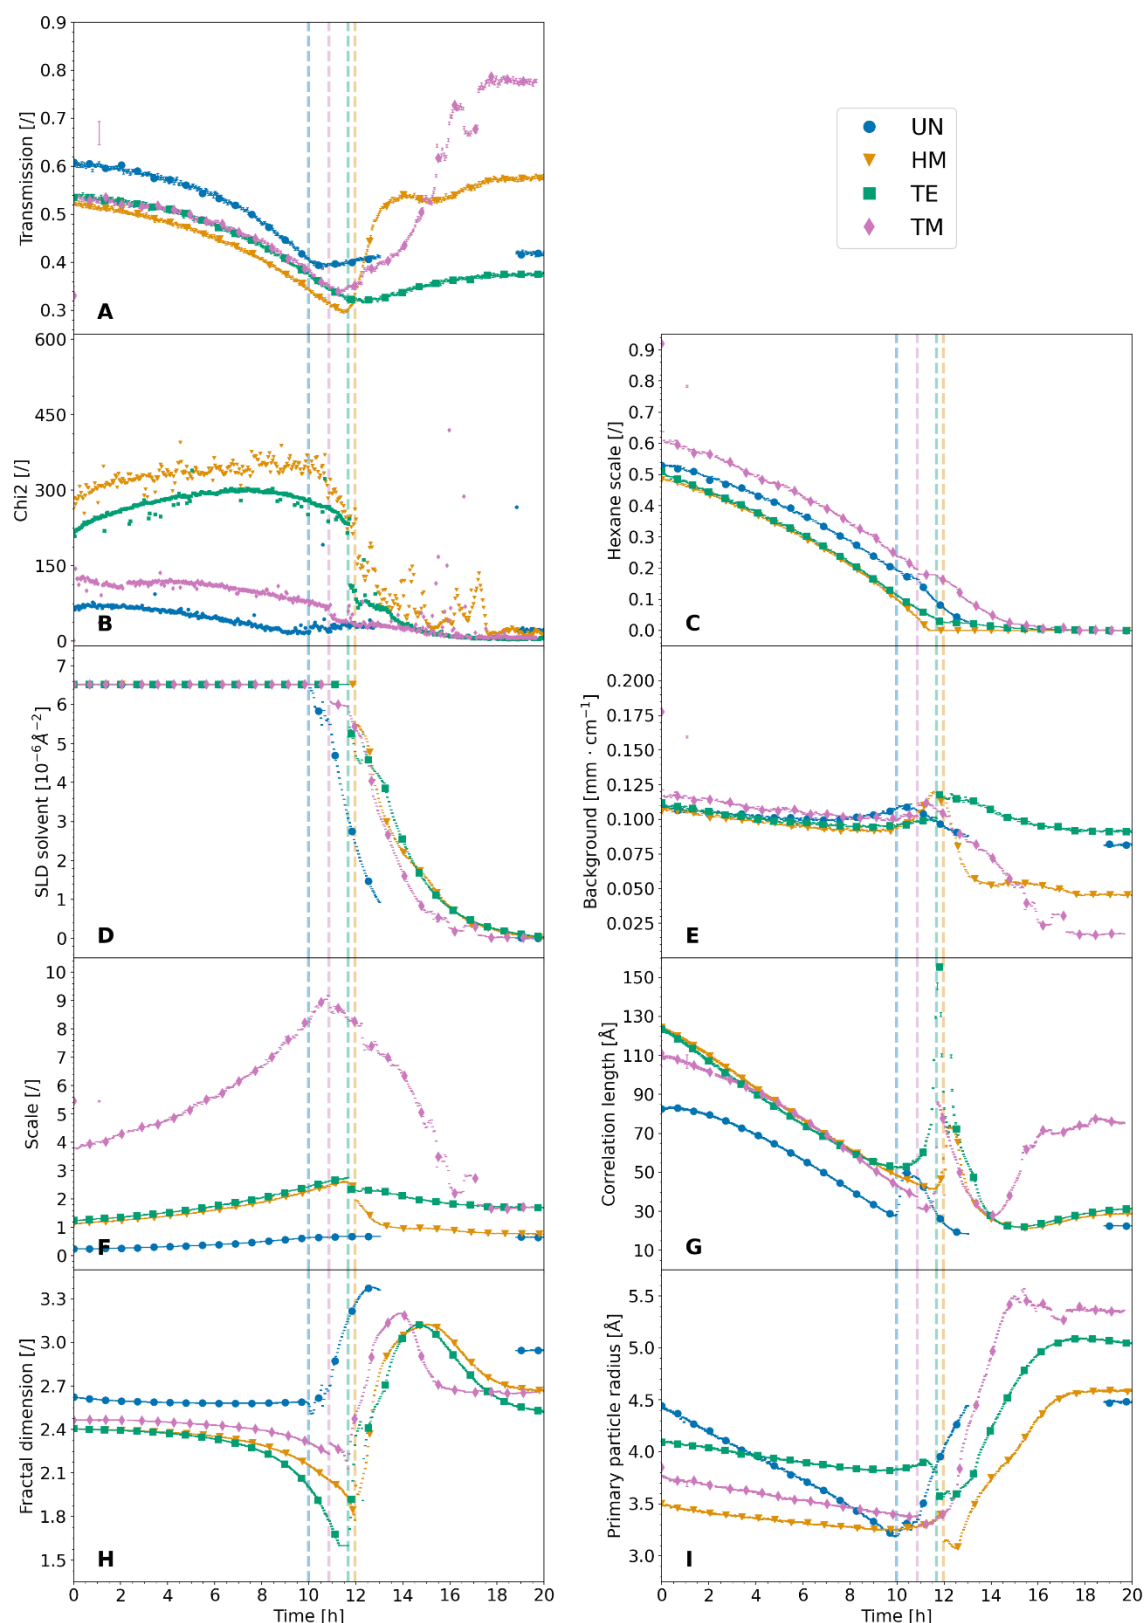 0.9
0.8
0.7
0.6
0.5
0.4
0.3
Transmission [/]
A
UN
HM
TE
TM
600
450
300
150
0
Chi2 [/]
B
0.9
0.8
0.7
0.6
0.5
0.4
0.3
0.2
0.1
0.0
Hexane scale [/]
C
7
6
5
4
3
2
1
0
SLD solvent [10⁻⁶Å⁻²]
D
0.200
0.175
0.150
0.125
0.100
0.075
0.050
0.025
Background [mm · cm⁻¹]
E
10
9
8
7
6
5
4
3
2
1
0
Scale [/]
F
150
130
110
90
70
50
30
10
Correlation length [Å]
G
3.3
3.0
2.7
2.4
2.1
1.8
1.5
Fractal dimension [/]
H
0 2 4 6 8 10 12 14 16 18 20
Time [h]
5.5
5.0
4.5
4.0
3.5
3.0
Primary particle radius [Å]
I
0 2 4 6 8 10 12 14 16 18 20
Time [h]